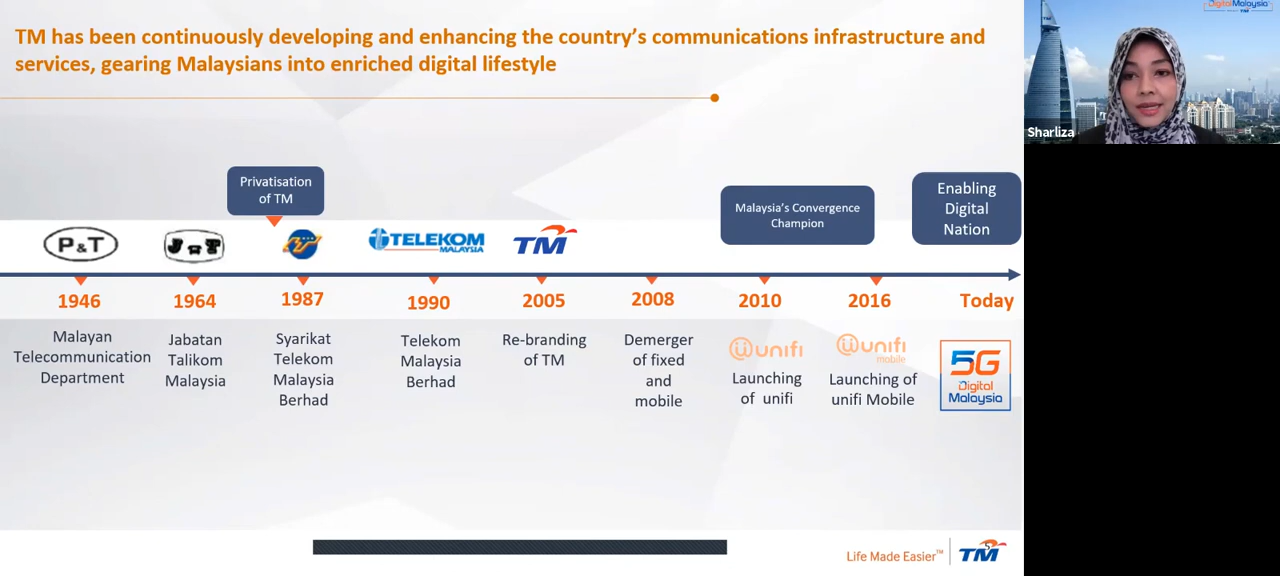 TM has been continuously developing and enhancing the country's communications infrastructure and
services, gearing Malaysians into enriched digital lifestyle
Privatisation
of TM
Malaysia's Convergence
Champion
Enabling
Digital
Nation
P&T
JTT
TELEKOM
MALAYSIA
TM
1946
1964
1987
1990
2005
2008
2010
2016
Today
Malayan
Telecommunication
Department
Jabatan
Talikom
Malaysia
Syarikat
Telekom
Malaysia
Berhad
Telekom
Malaysia
Berhad
Re-branding
of TM
Demerger
of fixed
and
mobile
unifi
Launching
of unifi
unifi
mobile
Launching of
unifi Mobile
5G
Digital
Malaysia
Life Made Easier™
TM
Digital Malaysia
TM
Sharliza